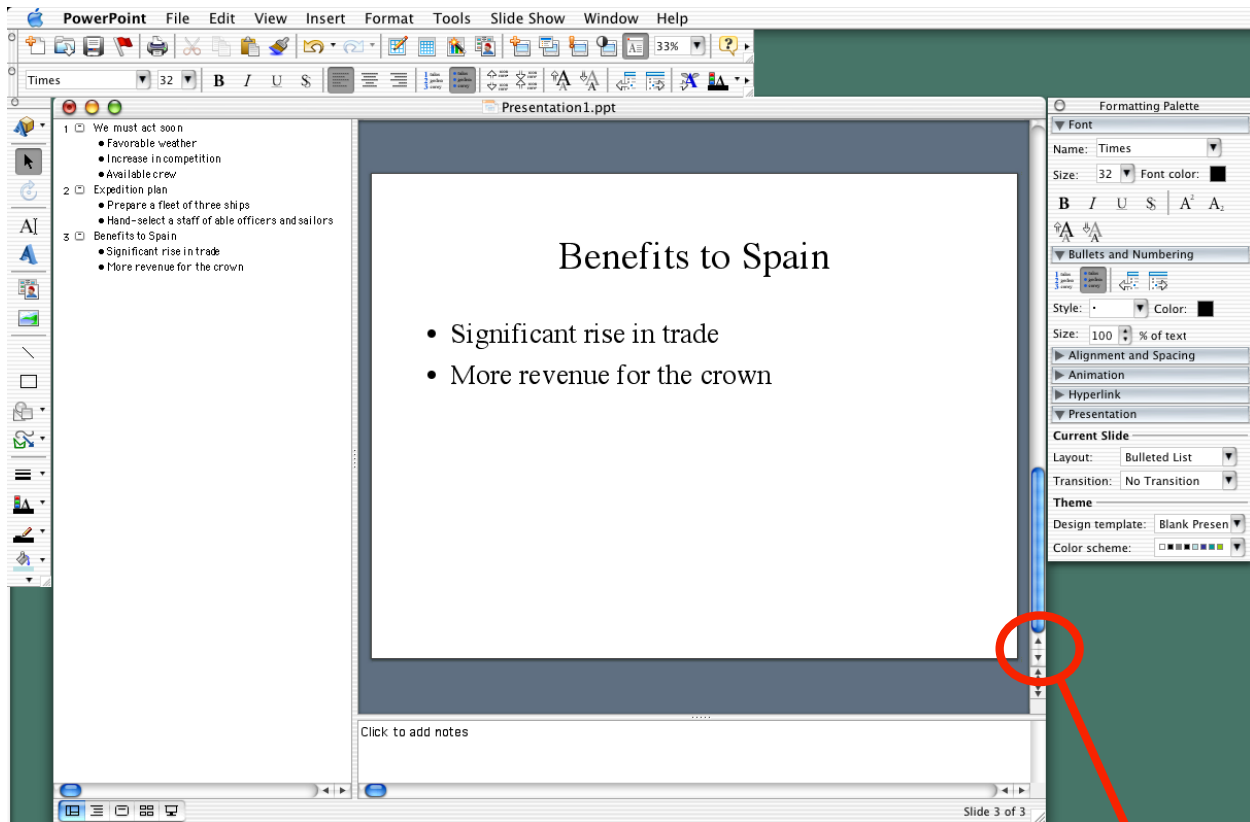 PowerPoint File Edit View Insert Format Tools Slide Show Window Help
33%
Times 32 B I U S
Presentation1.ppt
1 We must act soon
• Favorable weather
• Increase in competition
• Available crew
2 Expedition plan
• Prepare a fleet of three ships
• Hand-select a staff of able officers and sailors
3 Benefits to Spain
• Significant rise in trade
• More revenue for the crown
Benefits to Spain
• Significant rise in trade
• More revenue for the crown
Click to add notes
Slide 3 of 3
Formatting Palette
Font
Name: Times
Size: 32 Font color:
B I U S A² A₂
Bullets and Numbering
Style: • Color:
Size: 100 % of text
Alignment and Spacing
Animation
Hyperlink
Presentation
Current Slide
Layout: Bulleted List
Transition: No Transition
Theme
Design template: Blank Presen
Color scheme: